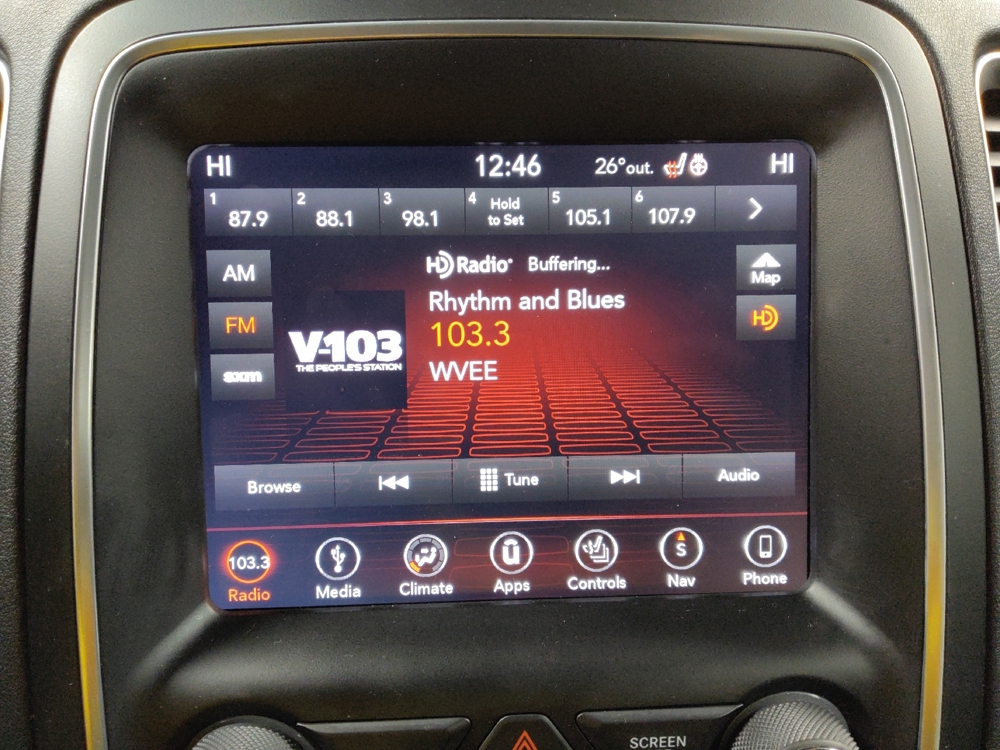 HI 12:46 26° out. HI
1 87.9 2 88.1 3 98.1 4 Hold to Set 5 105.1 6 107.9
AM
FM
sxm
V-103
THE PEOPLE'S STATION
HD Radio Buffering...
Rhythm and Blues
103.3
WVEE
Map
HD
Browse Tune Audio
103.3 S
Radio Media Climate Apps Controls Nav Phone
SCREEN